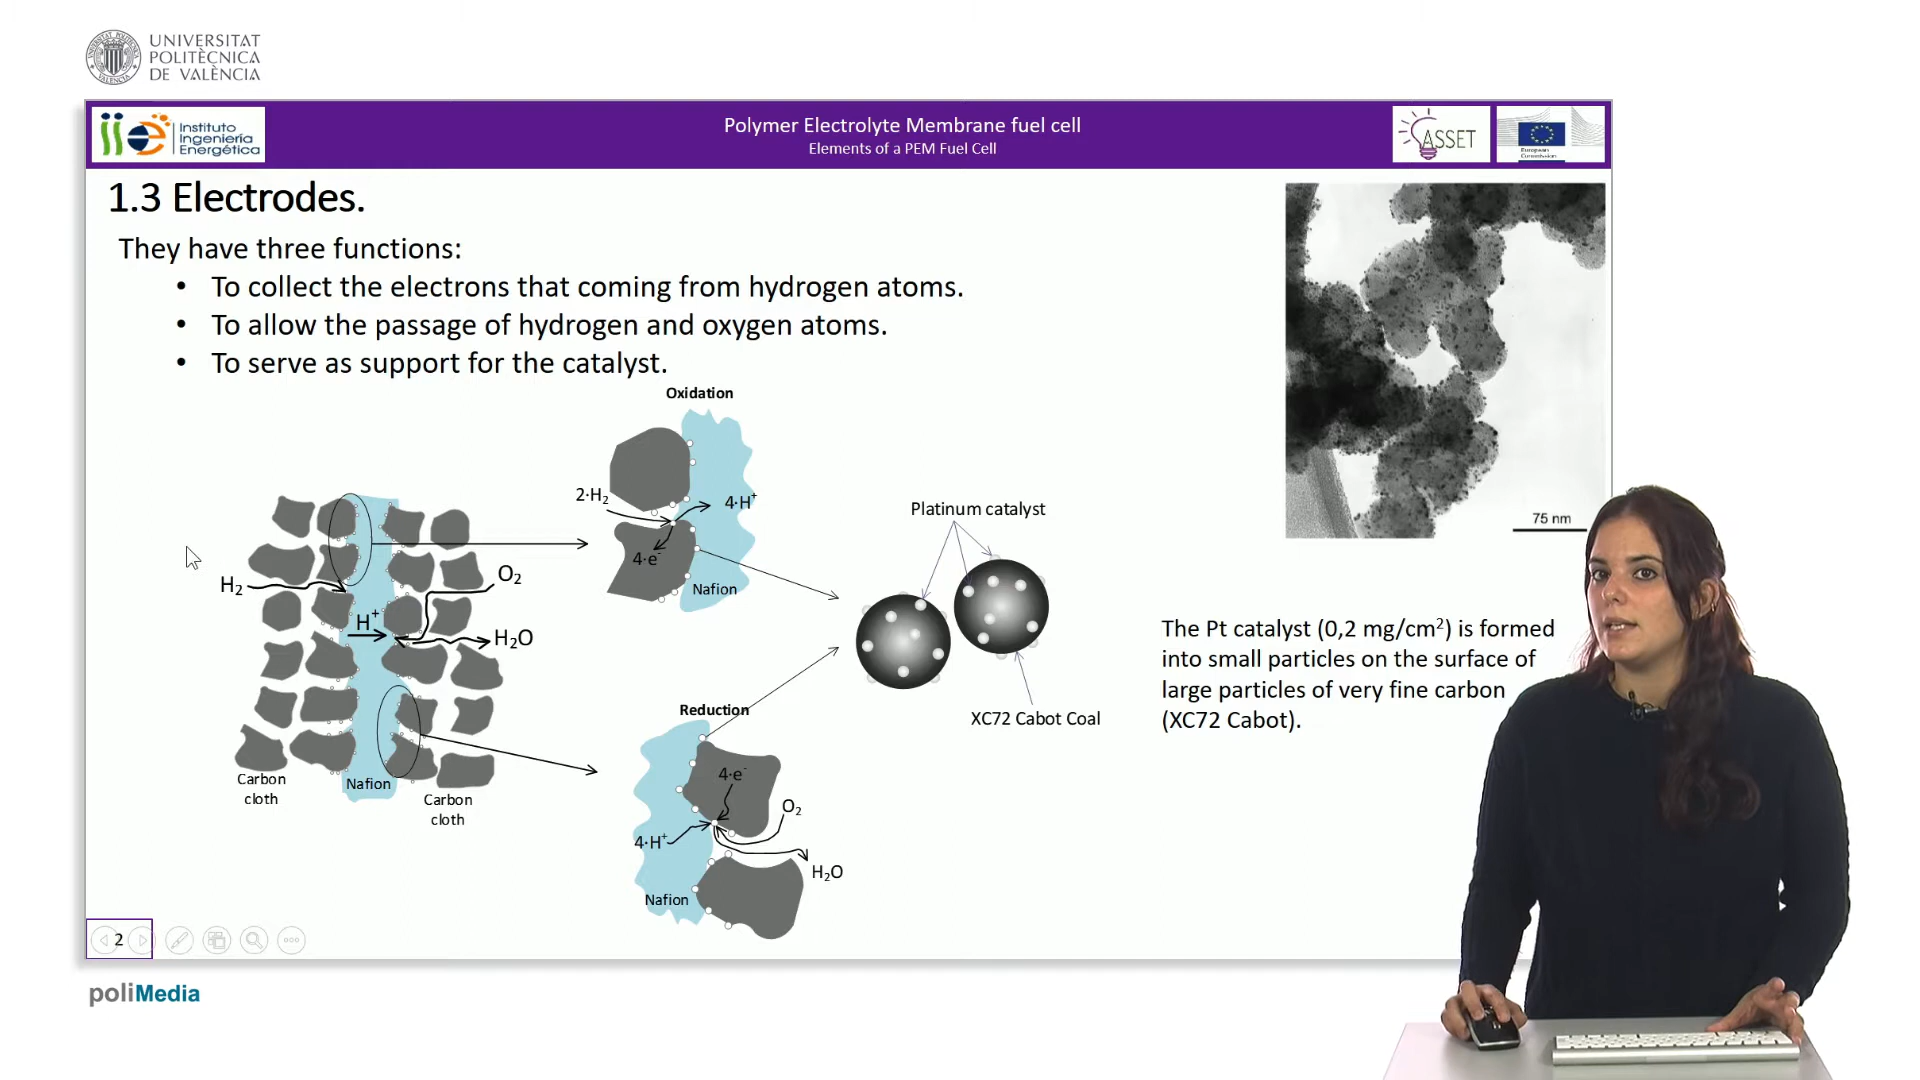 UNIVERSITAT
POLITÈCNICA
DE VALÈNCIA
Instituto
Ingeniería
Energética
Polymer Electrolyte Membrane fuel cell
Elements of a PEM Fuel Cell
ASSET
European
Commission
1.3 Electrodes.
They have three functions:
• To collect the electrons that coming from hydrogen atoms.
• To allow the passage of hydrogen and oxygen atoms.
• To serve as support for the catalyst.
Oxidation
2·H₂
4·H⁺
4·e⁻
Nafion
H₂
O₂
H⁺
H₂O
Carbon
cloth
Nafion
Carbon
cloth
Reduction
4·e⁻
O₂
4·H⁺
H₂O
Nafion
Platinum catalyst
XC72 Cabot Coal
75 nm
The Pt catalyst (0,2 mg/cm²) is formed
into small particles on the surface of
large particles of very fine carbon
(XC72 Cabot).
2
poliMedia